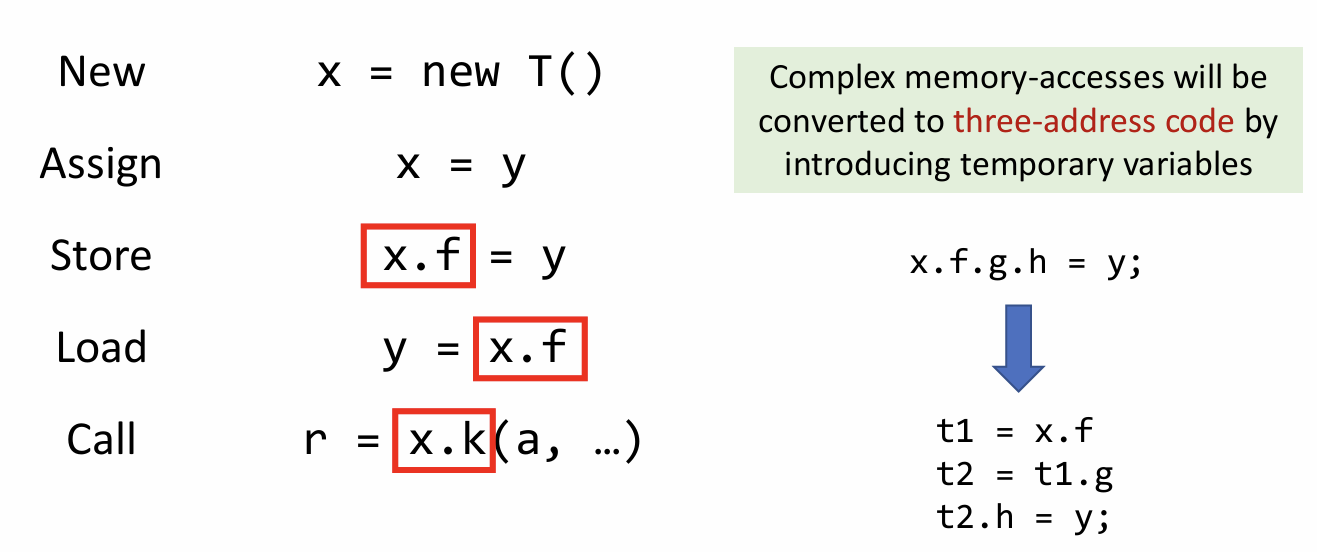 New x = new T()
Assign x = y
Store x.f = y
Load y = x.f
Call r = x.k(a, …)
Complex memory-accesses will be
converted to three-address code by
introducing temporary variables
x.f.g.h = y;
t1 = x.f
t2 = t1.g
t2.h = y;